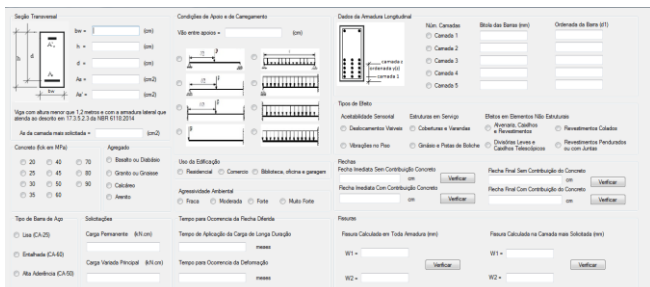 Seção Transversal
bw = (cm)
h = (cm)
d = (cm)
As = (cm2)
As' = (cm2)
A's
As
h
d
bw
Viga com altura menor que 1,2 metros e com a armadura lateral que
atenda ao descrito em 17.3.5.2.3 da NBR 6118:2014
As da camada mais solicitada = (cm2)
Concreto (fck em MPa)
20 40 70
25 45 80
30 50 90
35 60
Agregado
Basalto ou Diabásio
Granito ou Gnaisse
Calcáreo
Arenito
Tipo de Barra de Aço
Lisa (CA-25)
Entalhada (CA-60)
Alta Aderência (CA-50)
Solicitações
Carga Permanente (kN.cm)
Carga Variada Principal (kN.cm)
Condições de Apoio e de Carregamento
Vão entre apoios = (cm)
Uso da Edificação
Residencial Comercio Biblioteca, oficina e garagem
Agressividade Ambiental
Fraca Moderada Forte Muito Forte
Tempo para Ocorrencia da Flecha Diferida
Tempo de Aplicação da Carga de Longa Duração
meses
Tempo para Ocorrencia da Deformação
meses
Dados da Armadura Longitudinal
camada c
ordenada y(s)
camada 1
Núm. Camadas Bitola das Barras (mm) Ordenada da Barra (d1)
Camada 1
Camada 2
Camada 3
Camada 4
Camada 5
Tipos de Efeito
Aceitabilidade Sensorial Estruturas em Serviço Efeitos em Elementos Não Estruturais
Deslocamentos Visiveis Coberturas e Varandas Alvenaria, Caixilhos e Revestimentos Revestimentos Colados
Vibrações no Piso Ginásio e Pistas de Boliche Divisórias Leves e Caixilhos Telescópicos Revestimentos Pendurados ou com Juntas
Flechas
Flecha Imediata Sem Contribuição Concreto
cm Verificar
Flecha Imediata Com Contribuição Concreto
cm Verificar
Flecha Final Sem Contribuição do Concreto
cm Verificar
Flecha Final Com Contribuição do Concreto
cm Verificar
Fissuras
Fissura Calculada em Toda Armadura (mm)
W1 =
Verificar
W2 =
Fissura Calculada na Camada mais Solicitada (mm)
W1 =
Verificar
W2 =